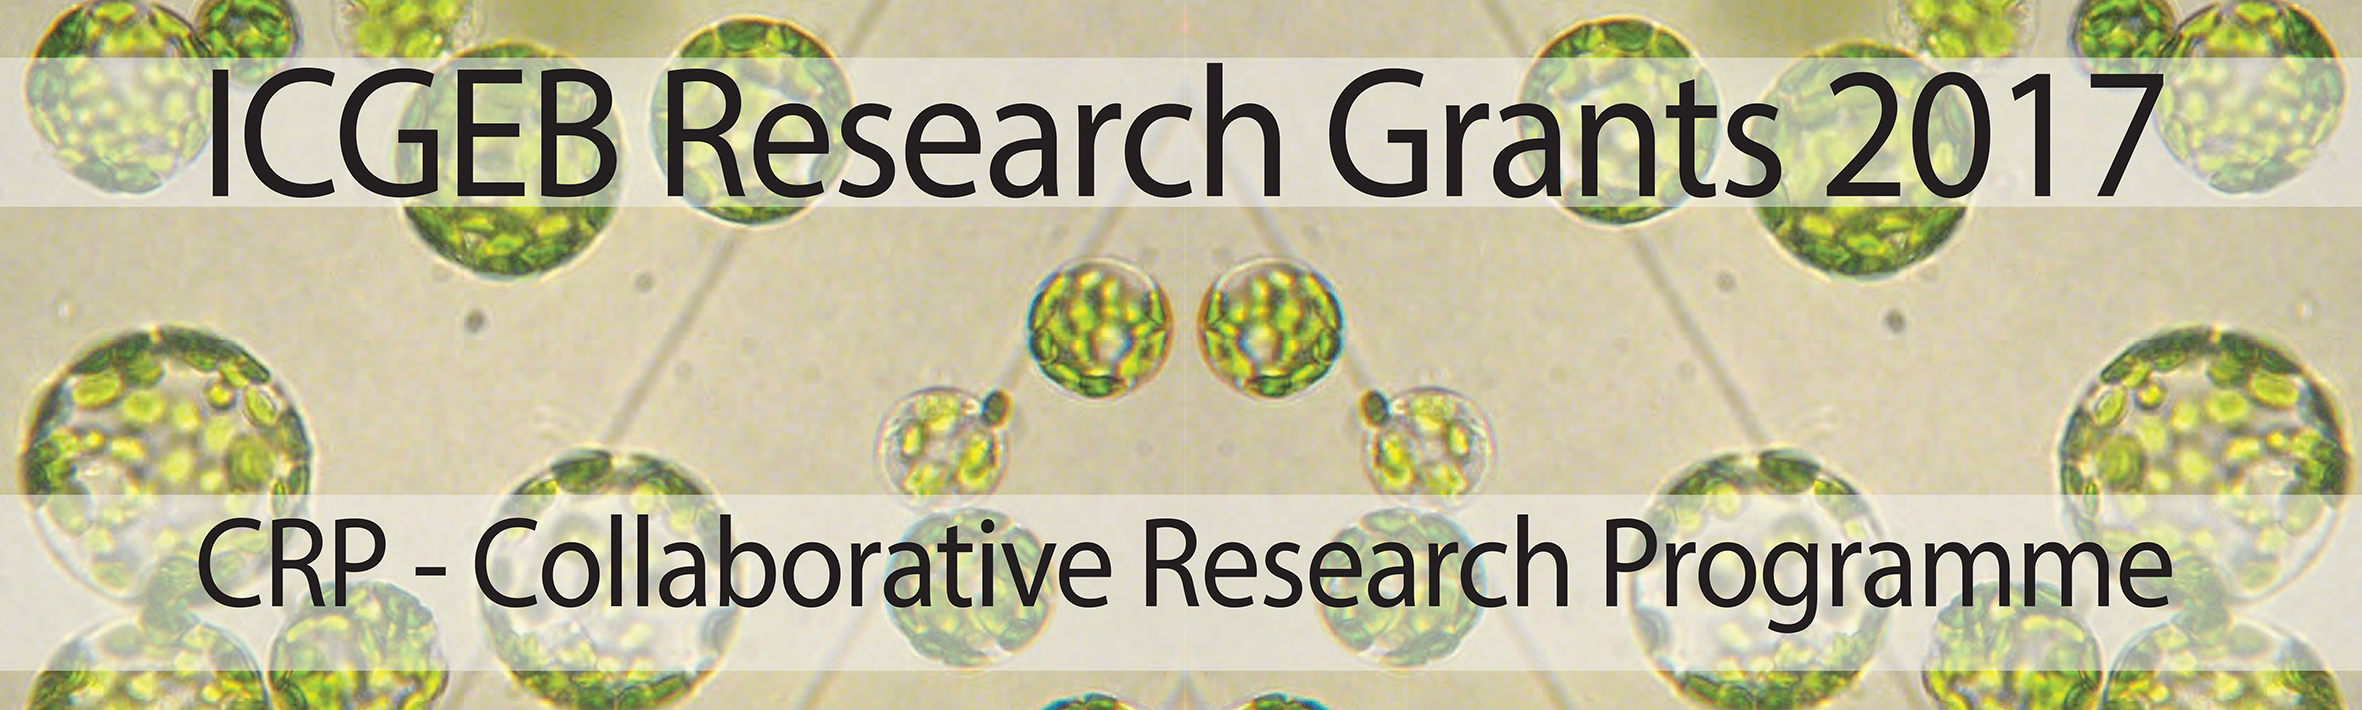 ICGEB Research Grants 2017
CRP - Collaborative Research Programme